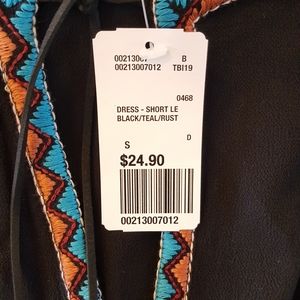 00213007 B
00213007012 TBI19
0468
DRESS - SHORT LE
BLACK/TEAL/RUST
S D
$24.90
00213007012